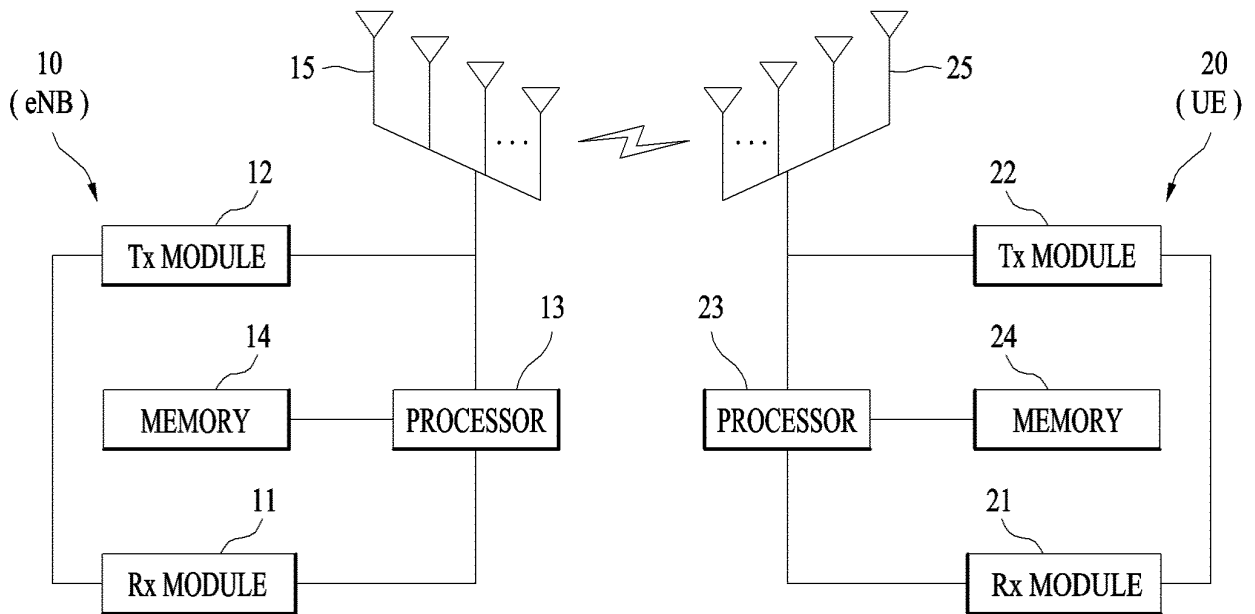 15
25
10
( eNB )
20
( UE )
...
...
12
22
Tx MODULE
Tx MODULE
13
23
14
24
MEMORY
PROCESSOR
PROCESSOR
MEMORY
11
21
Rx MODULE
Rx MODULE